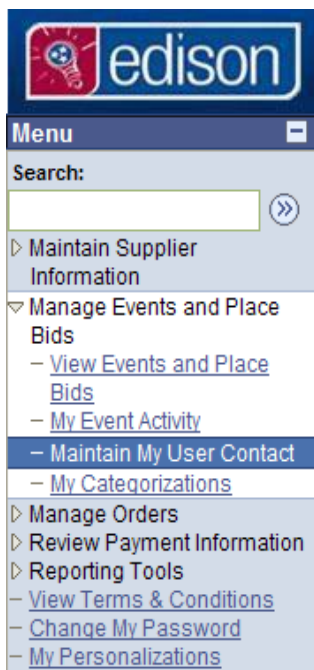 edison
Menu
Search:
Maintain Supplier
Information
Manage Events and Place
Bids
– View Events and Place
Bids
– My Event Activity
– Maintain My User Contact
– My Categorizations
Manage Orders
Review Payment Information
Reporting Tools
– View Terms & Conditions
– Change My Password
– My Personalizations